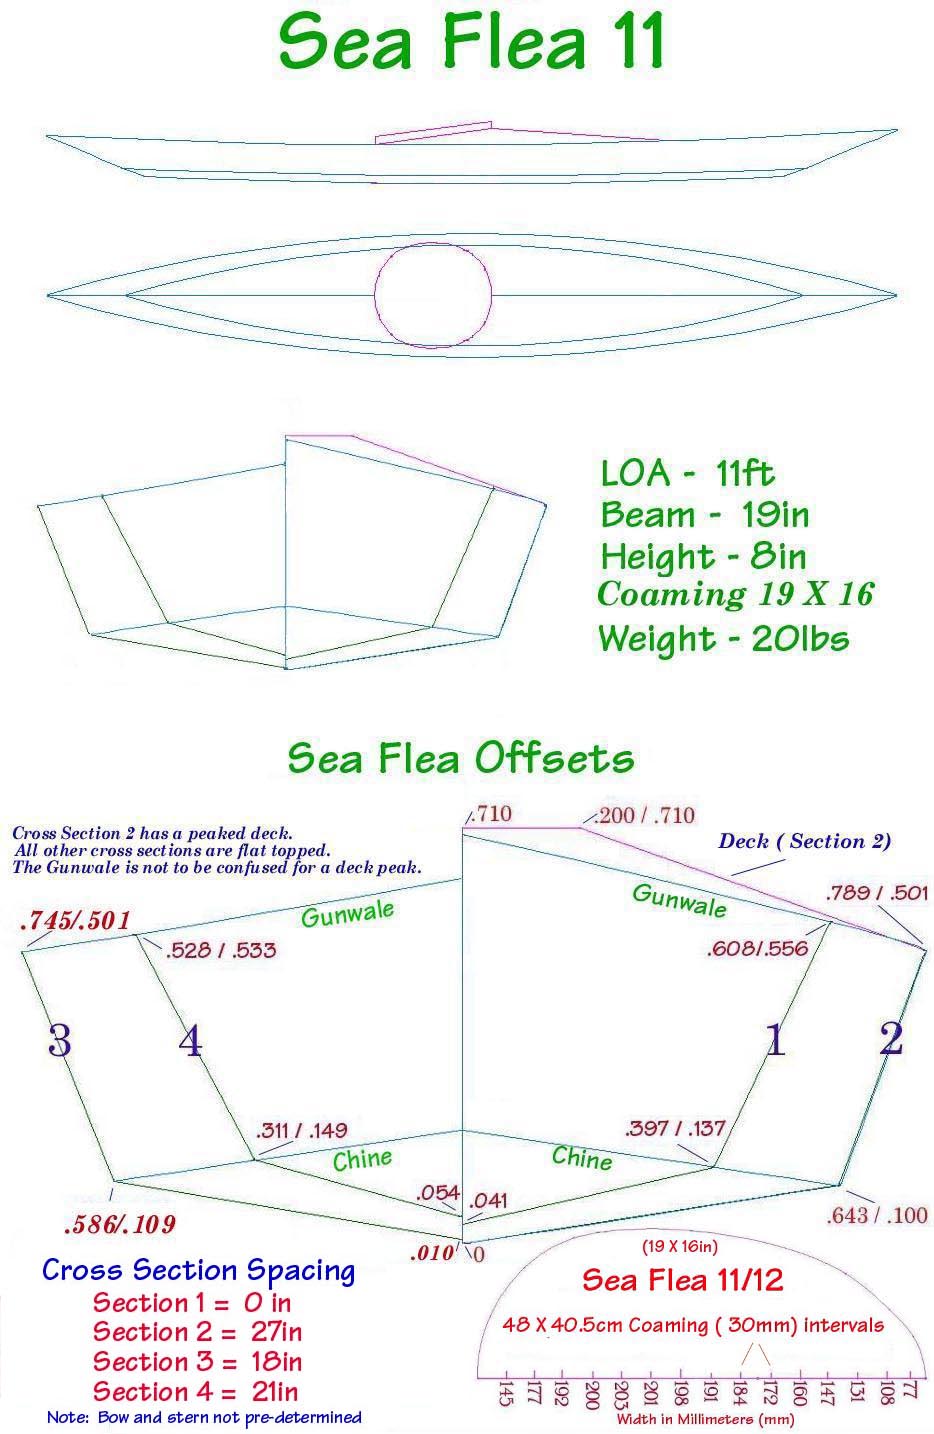 Sea Flea 11
LOA - 11ft
Beam - 19in
Height - 8in
Coaming 19 X 16
Weight - 20lbs
Sea Flea Offsets
Cross Section 2 has a peaked deck.
All other cross sections are flat topped.
The Gunwale is not to be confused for a deck peak.
.710
.200 / .710
Deck ( Section 2)
.789 / .501
.745/.501
Gunwale
Gunwale
.528 / .533
.608/.556
3
4
1
2
.311 / .149
.397 / .137
Chine
Chine
.054
.041
.586/.109
.643 / .100
.010
0
Cross Section Spacing
Section 1 = 0 in
Section 2 = 27in
Section 3 = 18in
Section 4 = 21in
Note: Bow and stern not pre-determined
(19 X 16in)
Sea Flea 11/12
48 X 40.5cm Coaming ( 30mm) intervals
145 177 192 200 203 201 198 191 184 172 160 147 131 108 77
Width in Millimeters (mm)